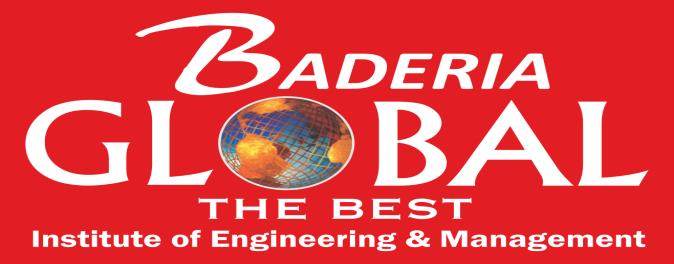 BADERIA
GLOBAL
THE BEST
Institute of Engineering & Management